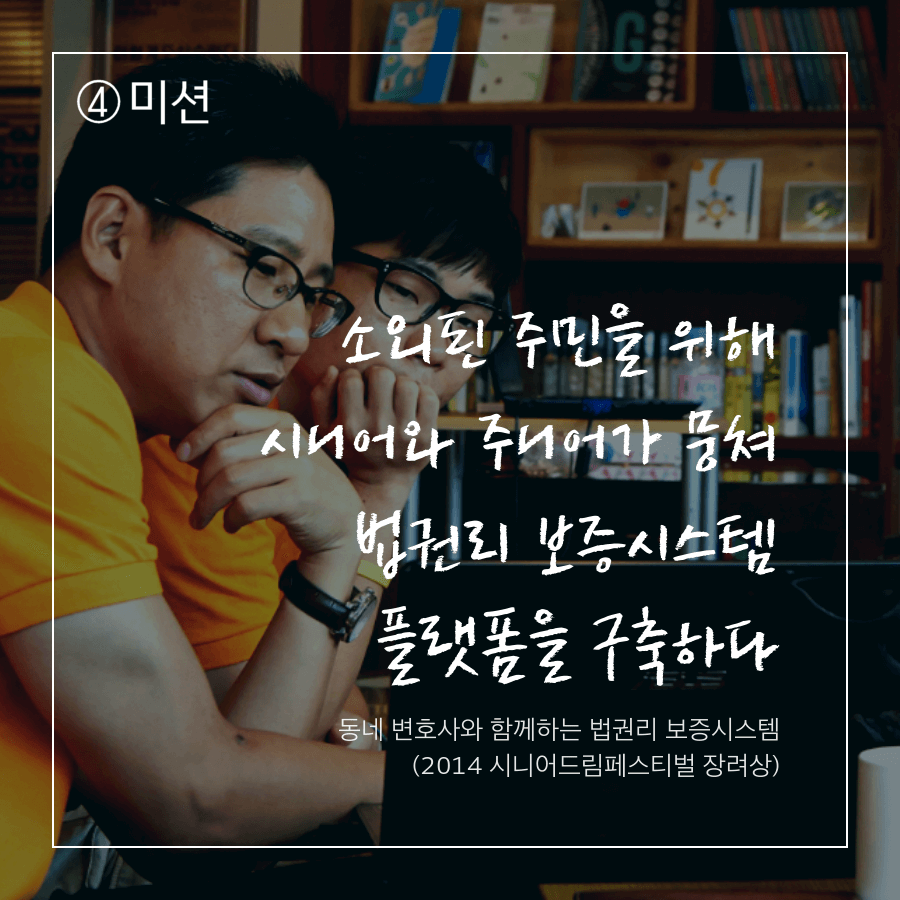 ④ 미션
소외된 주민을 위해
시니어와 주니어가 뭉쳐
법권리 보증시스템
플랫폼을 구축하다
동네 변호사와 함께하는 법권리 보증시스템
(2014 시니어드림페스티벌 장려상)
G